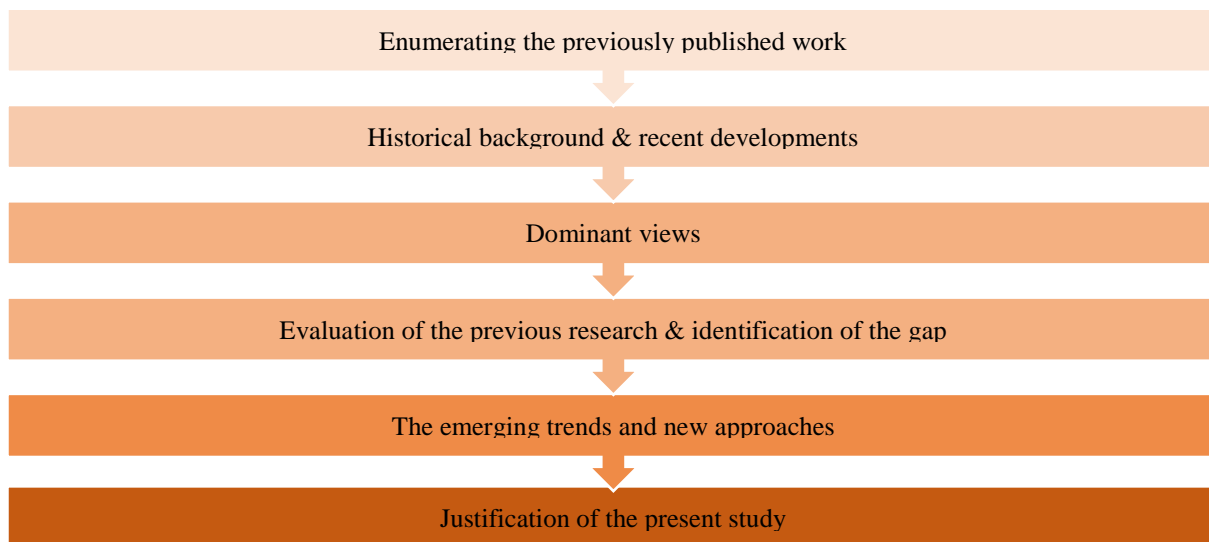 Enumerating the previously published work
Historical background & recent developments
Dominant views
Evaluation of the previous research & identification of the gap
The emerging trends and new approaches
Justification of the present study